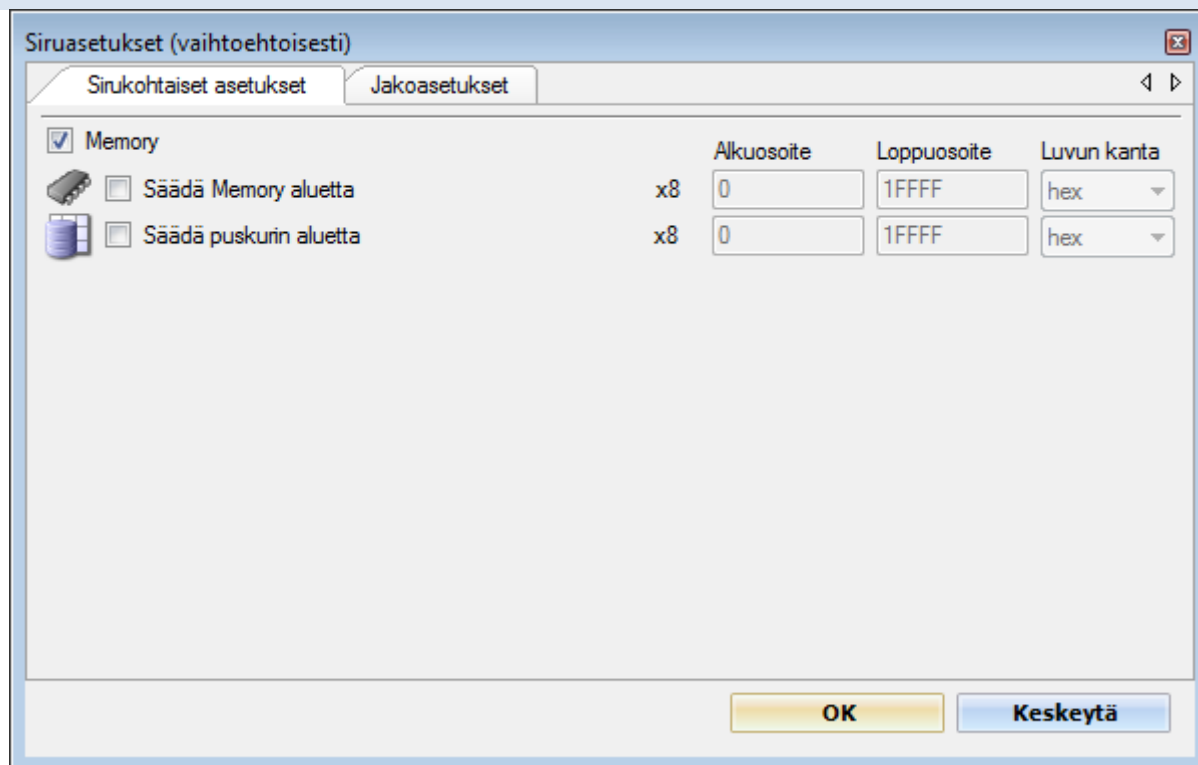 Siruasetukset (vaihtoehtoisesti)
Sirukohtaiset asetukset Jakoasetukset
Memory Alkuosoite Loppuosoite Luvun kanta
Säädä Memory aluetta x8 0 1FFFF hex
Säädä puskurin aluetta x8 0 1FFFF hex
OK Keskeytä